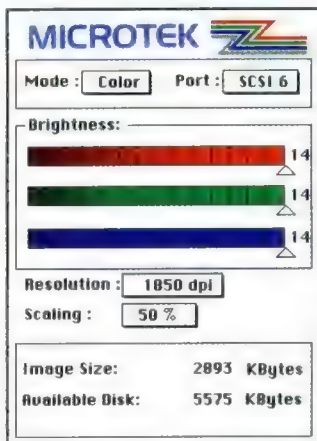 MICROTEK
Mode : Color Port : SCSI 6
Brightness:
14
14
14
Resolution : 1850 dpi
Scaling : 50 %
Image Size: 2893 KBytes
Available Disk: 5575 KBytes